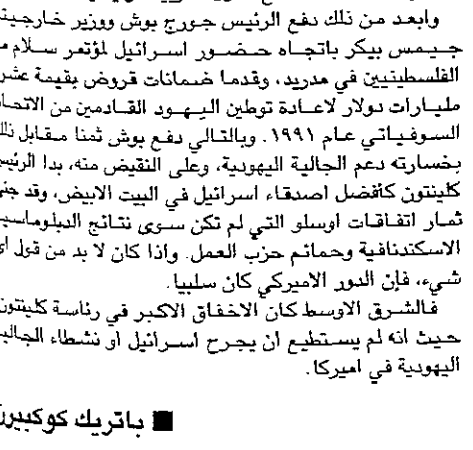 وابعد من ذلك دفع الرئيس جورج بوش ووزير خارجيته
جيمس بيكر باتجاه حضور اسرائيل لمؤتمر سلام مع
الفلسطينيين في مدريد، وقدما ضمانات قروض بقيمة عشرة
مليارات دولار لاعادة توطين اليهود القادمين من الاتحاد
السوفياتي عام ١٩٩١. وبالتالي دفع بوش ثمنا مقابل ذلك
بخسارته دعم الجالية اليهودية، وعلى النقيض منه، بدا الرئيس
كلينتون كأفضل اصدقاء اسرائيل في البيت الابيض، وقد جنى
ثمار اتفاقات اوسلو التي لم تكن سوى نتائج الدبلوماسية
الاسكندنافية وحمائم حزب العمل. واذا كان لا بد من قول اي
شيء، فإن الدور الاميركي كان سلبيا.
فالشرق الاوسط كان الاخفاق الاكبر في رئاسة كلينتون
حيث انه لم يستطيع ان يجرح اسرائيل او نشطاء الجالية
اليهودية في اميركا.
■ باتريك كوكبيرن